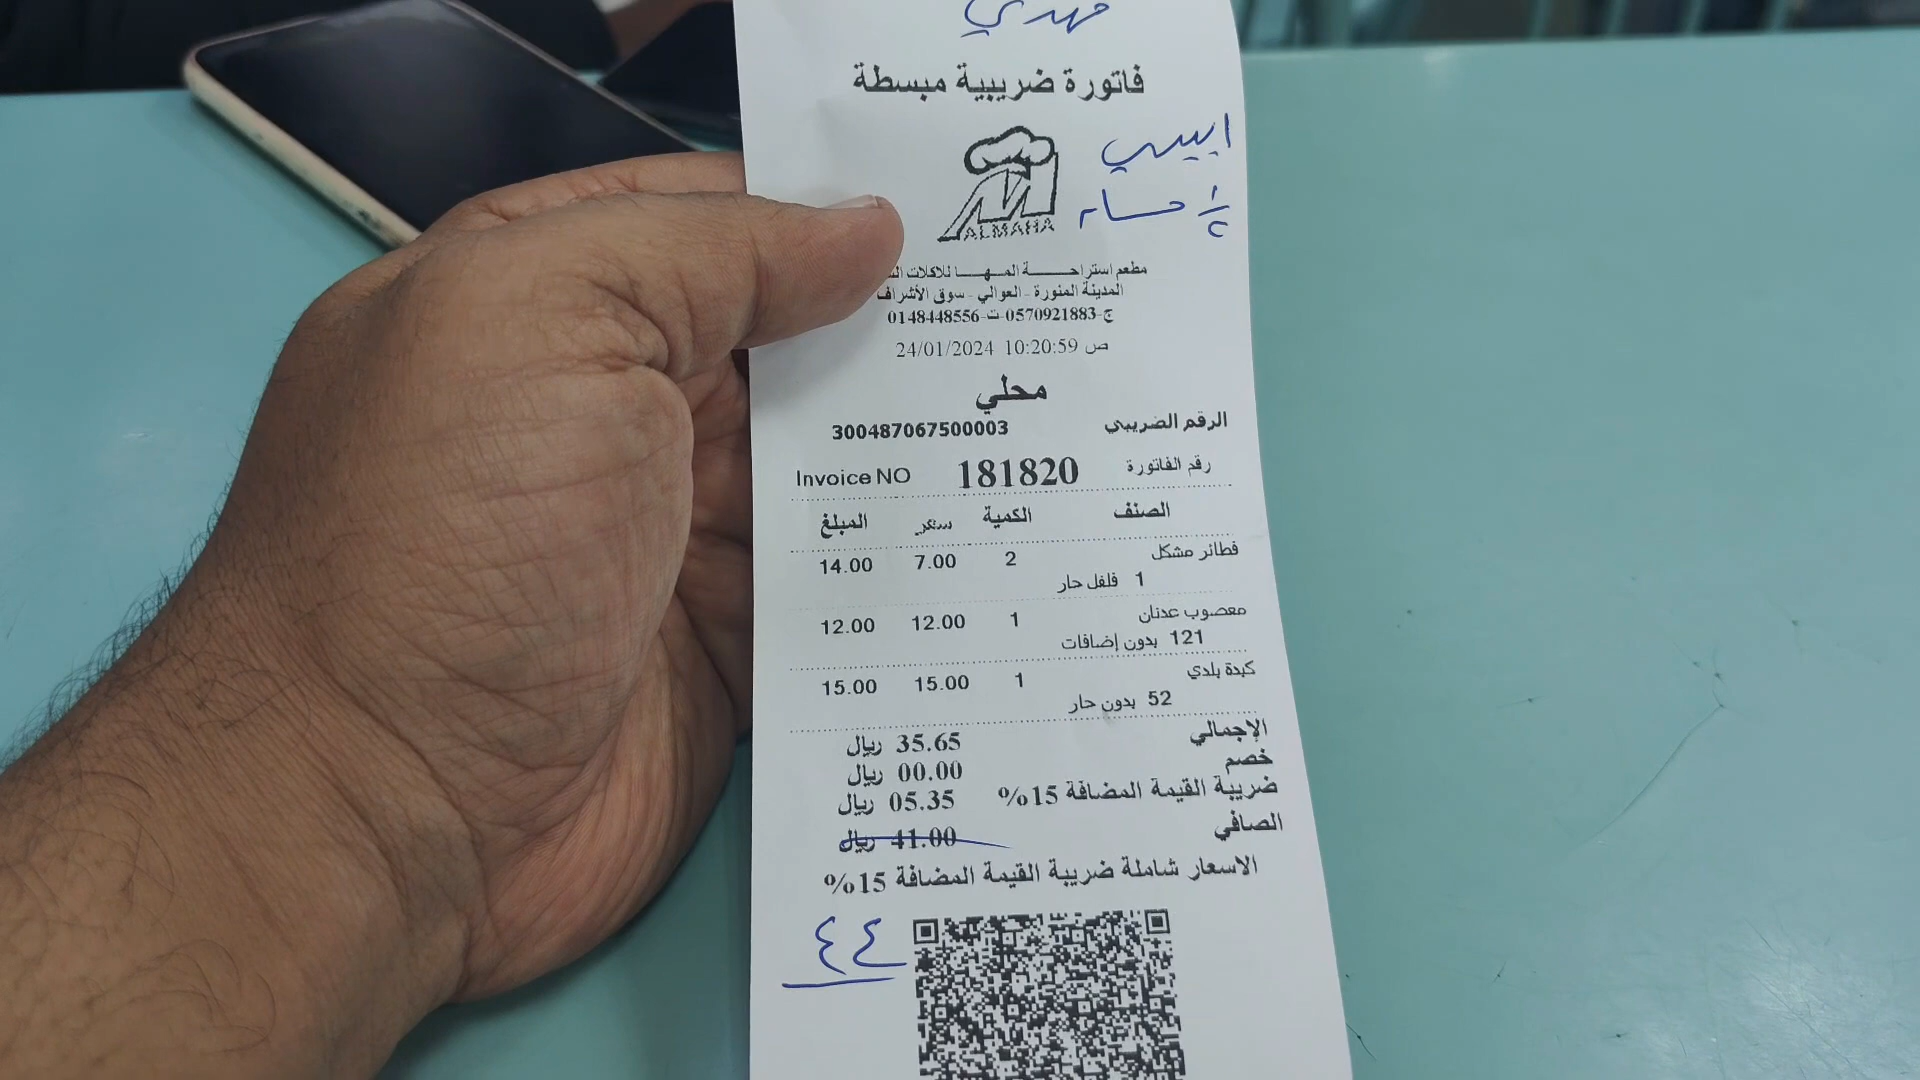 مهدي
فاتورة ضريبية مبسطة
ALMAHA
مطعم استراحة المها للاكلات
المدينة المنورة - العوالي - سوق الأشراف
ج-0570921883-ت-0148448556
24/01/2024 10:20:59 ص
محلي
الرقم الضريبي 300487067500003
رقم الفاتورة 181820 Invoice NO
الصنف الكمية سعر المبلغ
فطائر مشكل 2 7.00 14.00
1 فلفل حار
معصوب عدنان 1 12.00 12.00
121 بدون إضافات
كبدة بلدي 1 15.00 15.00
52 بدون حار
الإجمالي 35.65 ريال
خصم 00.00 ريال
ضريبة القيمة المضافة 15% 05.35 ريال
الصافي 41.00 ريال
الاسعار شاملة ضريبة القيمة المضافة 15%
٤٤